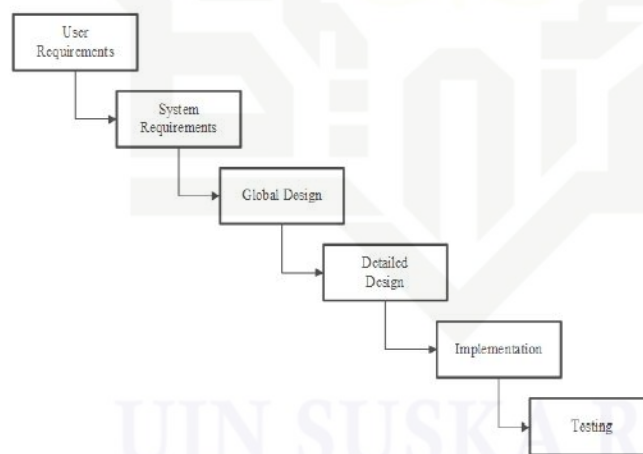 User
Requirements
System
Requirements
Global Design
Detailed
Design
Implementation
Testing
UIN SUSKA R